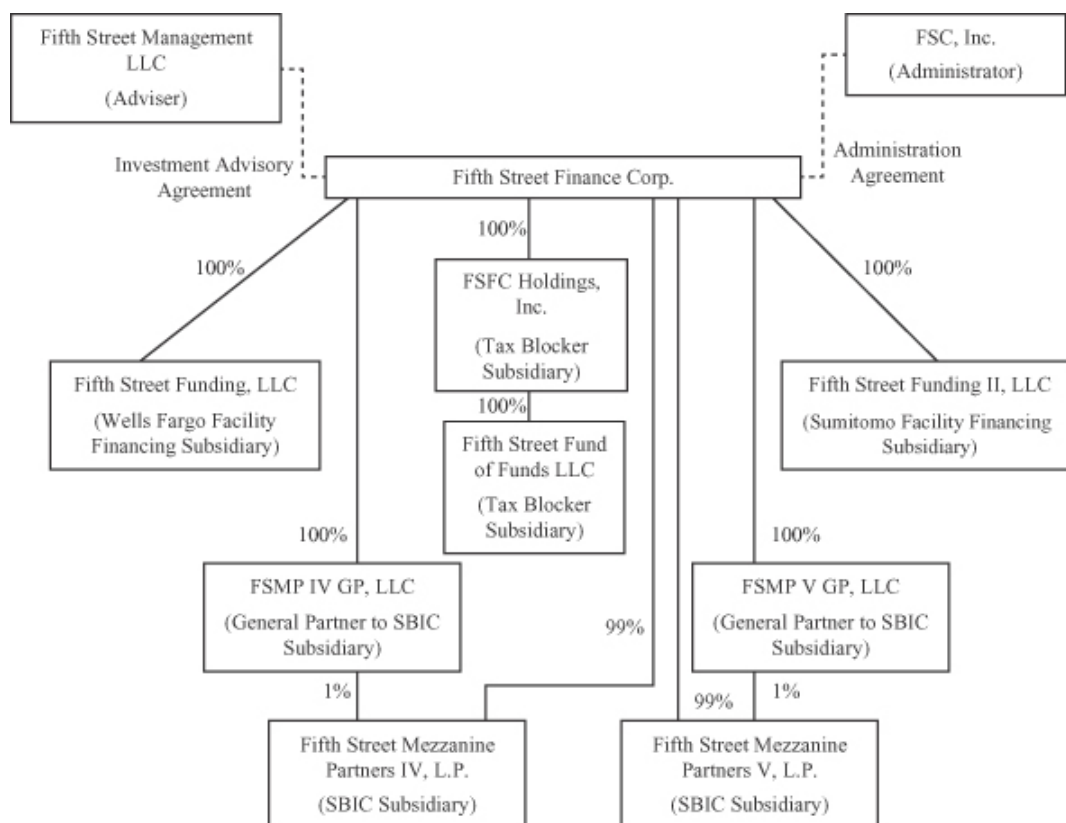 Fifth Street Management
LLC
(Adviser)
FSC, Inc.
(Administrator)
Investment Advisory
Agreement
Administration
Agreement
Fifth Street Finance Corp.
100%
100%
100%
FSFC Holdings,
Inc.
(Tax Blocker
Subsidiary)
Fifth Street Funding, LLC
(Wells Fargo Facility
Financing Subsidiary)
Fifth Street Funding II, LLC
(Sumitomo Facility Financing
Subsidiary)
100%
Fifth Street Fund
of Funds LLC
(Tax Blocker
Subsidiary)
100%
100%
FSMP IV GP, LLC
(General Partner to SBIC
Subsidiary)
99%
FSMP V GP, LLC
(General Partner to SBIC
Subsidiary)
1%
99%
1%
Fifth Street Mezzanine
Partners IV, L.P.
(SBIC Subsidiary)
Fifth Street Mezzanine
Partners V, L.P.
(SBIC Subsidiary)